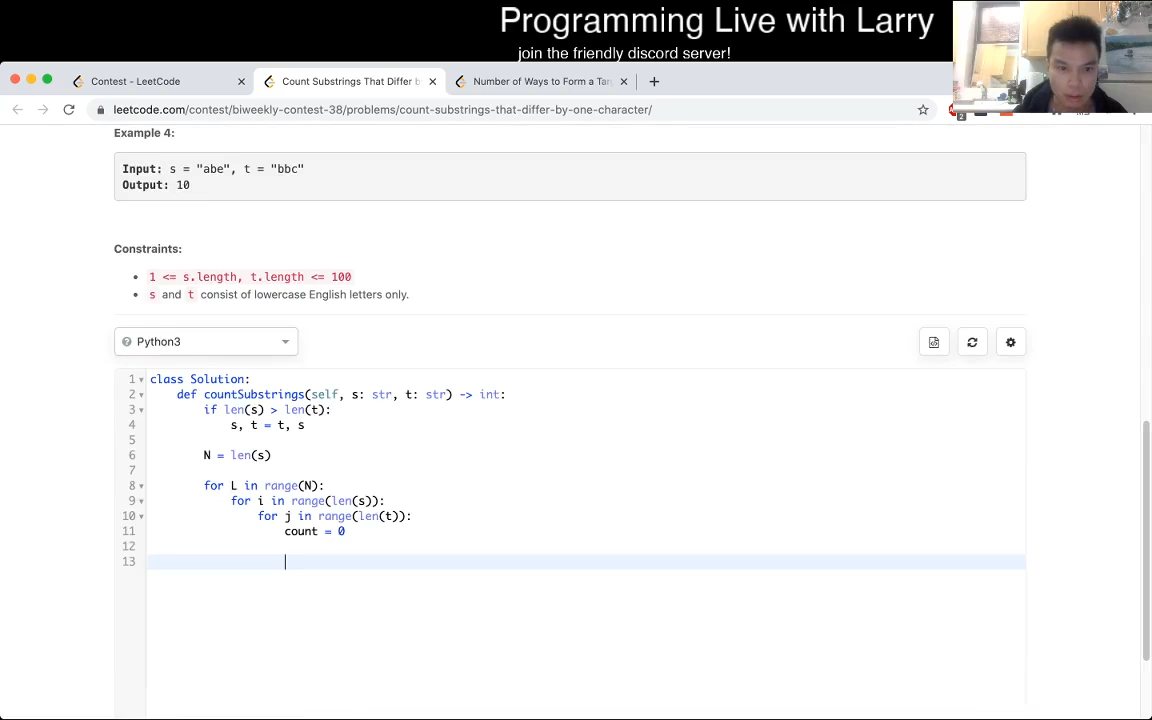 Programming Live with Larry
join the friendly discord server!
Contest - LeetCode
Count Substrings That Differ b
Number of Ways to Form a Tar
leetcode.com/contest/biweekly-contest-38/problems/count-substrings-that-differ-by-one-character/
2
Example 4:
Input: s = "abe", t = "bbc"
Output: 10
Constraints:
1 <= s.length, t.length <= 100
s and t consist of lowercase English letters only.
Python3
1 class Solution:
2 def countSubstrings(self, s: str, t: str) -> int:
3 if len(s) > len(t):
4 s, t = t, s
5
6 N = len(s)
7
8 for L in range(N):
9 for i in range(len(s)):
10 for j in range(len(t)):
11 count = 0
12
13